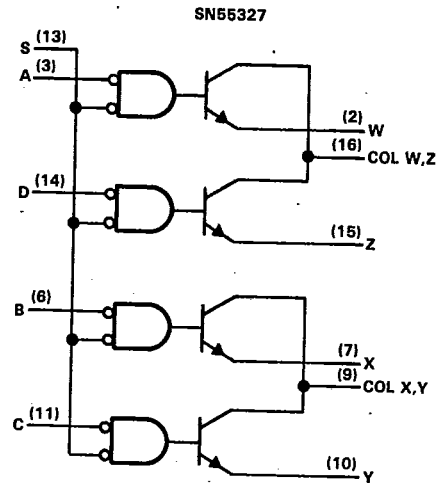 SN55327
S (13)
A (3)
(2) W
(16) COL W,Z
D (14)
(15) Z
B (6)
(7) X
(9) COL X,Y
C (11)
(10) Y